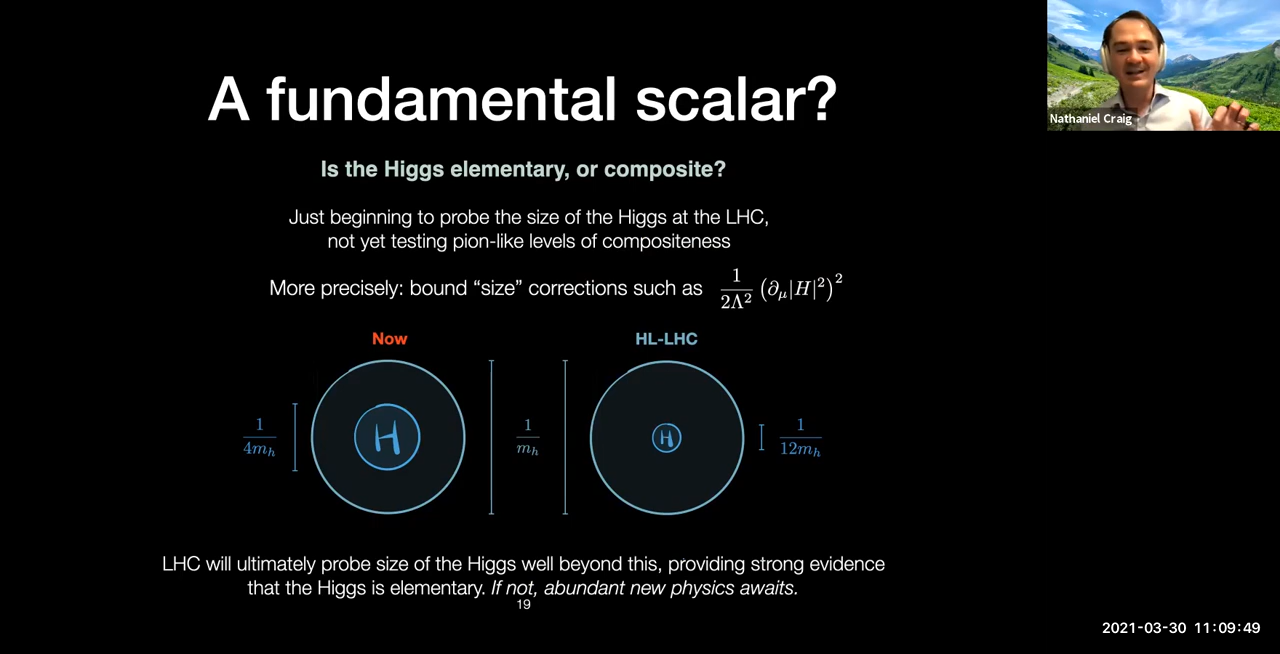 A fundamental scalar?
Nathaniel Craig
Is the Higgs elementary, or composite?
Just beginning to probe the size of the Higgs at the LHC,
not yet testing pion-like levels of compositeness
More precisely: bound “size” corrections such as 1/2Λ² (∂μ|H|²)²
Now
HL-LHC
1/4mₕ
H
1/mₕ
H
1/12mₕ
LHC will ultimately probe size of the Higgs well beyond this, providing strong evidence
that the Higgs is elementary. If not, abundant new physics awaits.
19
2021-03-30 11:09:49